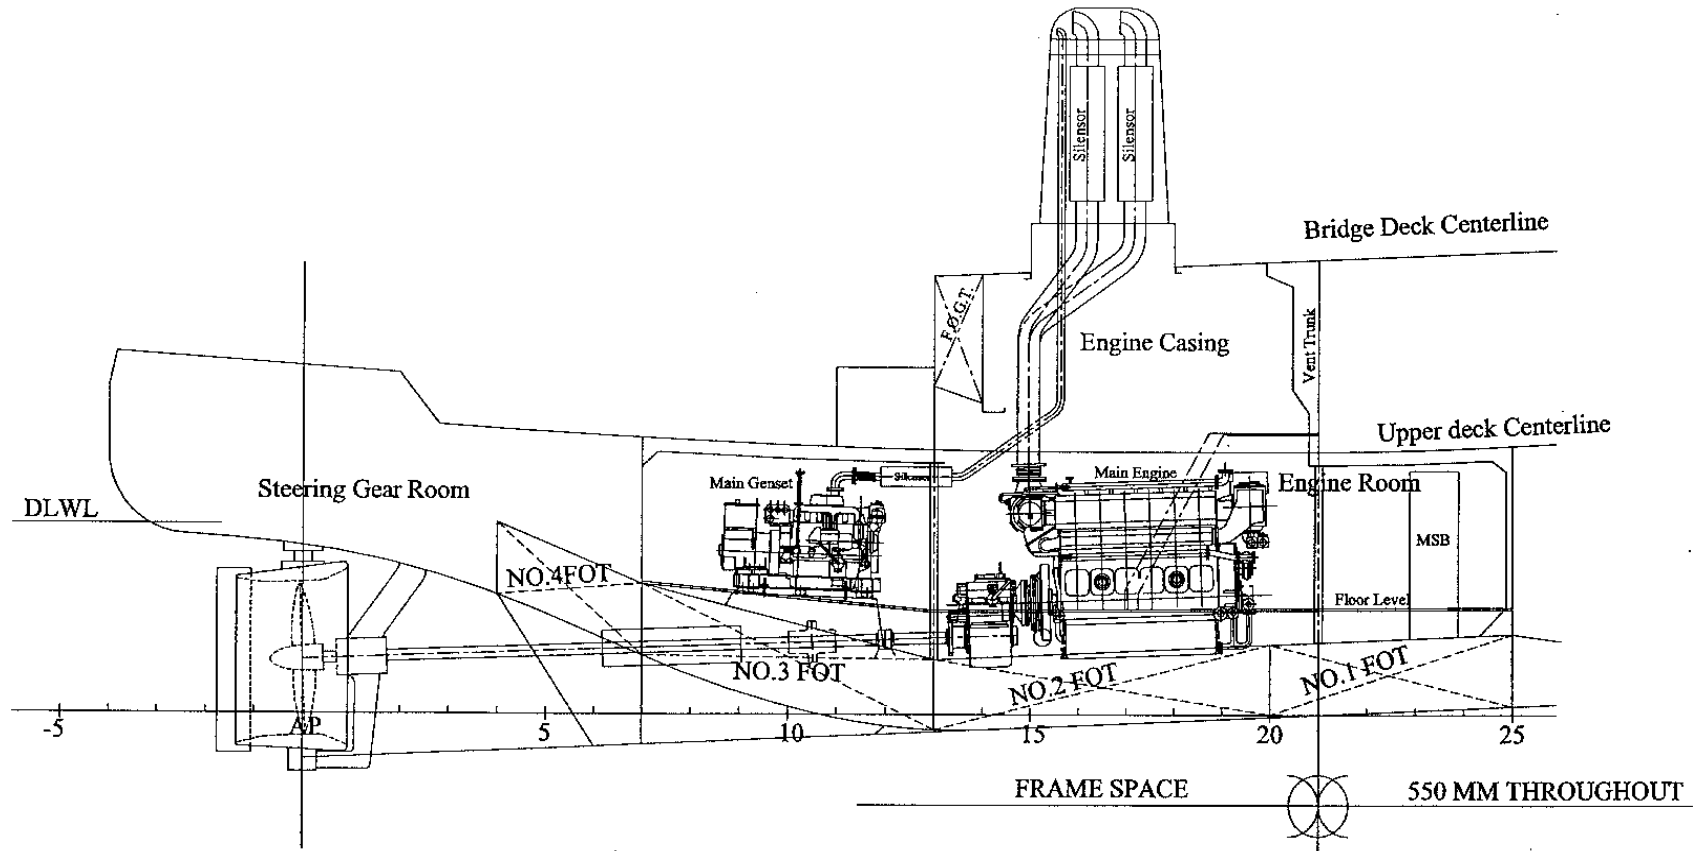 Silensor
Silensor
Bridge Deck Centerline
F.O.G.T.
Engine Casing
Vent Trunk
Upper deck Centerline
Steering Gear Room
Main Genset
Silensor
Main Engine
Engine Room
DLWL
MSB
NO.4FOT
Floor Level
NO.3 FOT
NO.2 FOT
NO.1 FOT
-5
AP
5
10
15
20
25
FRAME SPACE
550 MM THROUGHOUT